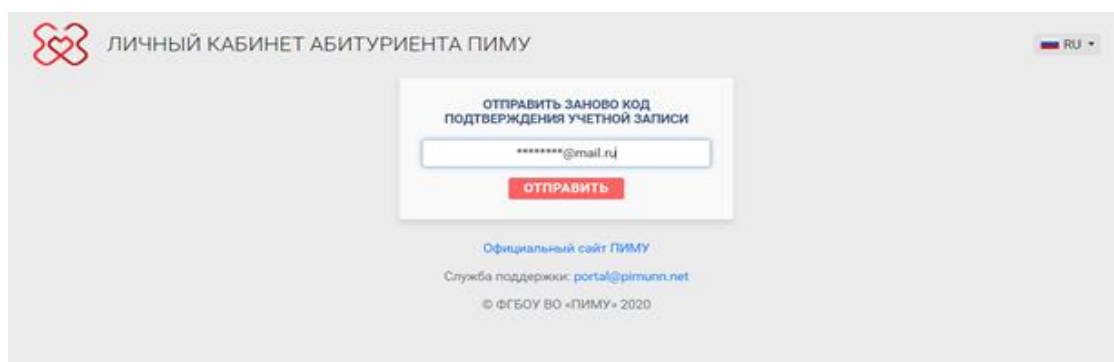 ЛИЧНЫЙ КАБИНЕТ АБИТУРИЕНТА ПИМУ
RU
ОТПРАВИТЬ ЗАНОВО КОД
ПОДТВЕРЖДЕНИЯ УЧЕТНОЙ ЗАПИСИ
********@mail.ru
ОТПРАВИТЬ
Официальный сайт ПИМУ
Служба поддержки: portal@pimunn.net
© ФГБОУ ВО «ПИМУ» 2020